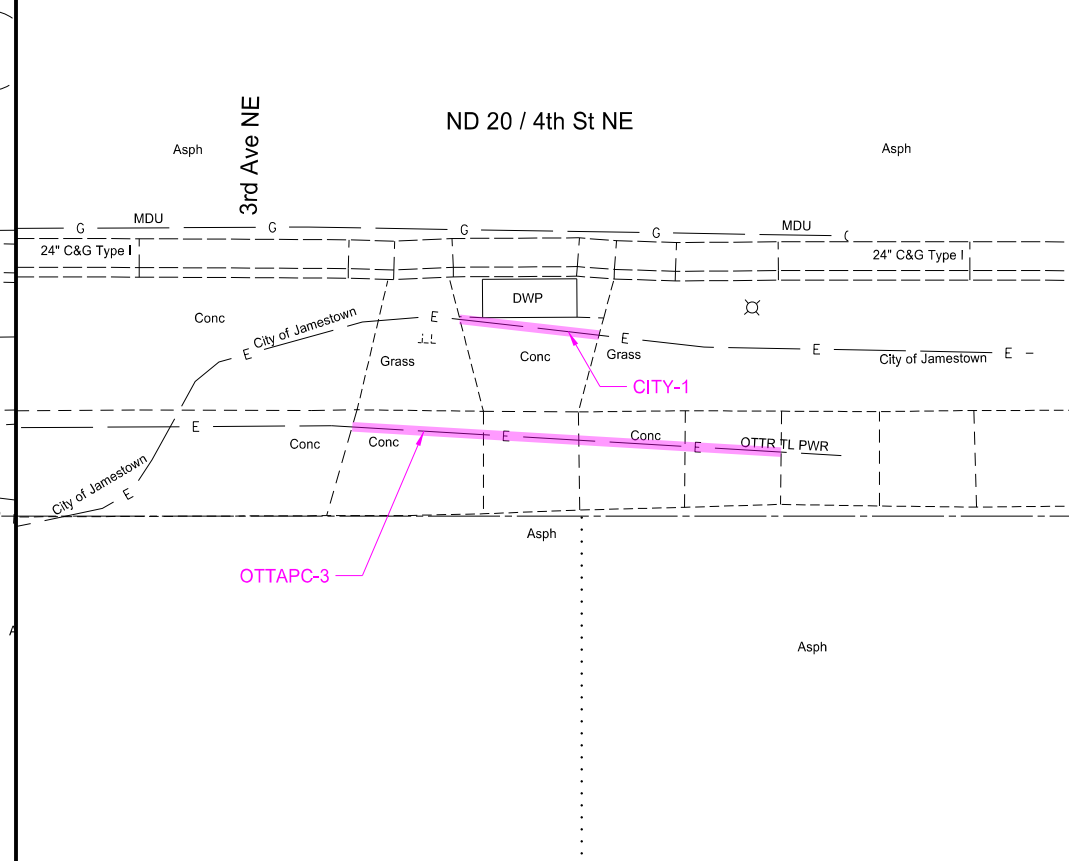 3rd Ave NE
ND 20 / 4th St NE
Asph
Asph
G
MDU
G
G
G
MDU
24" C&G Type I
24" C&G Type I
DWP
Conc
City of Jamestown
E
E
Grass
Conc
Grass
E
E
City of Jamestown
E
CITY-1
E
Conc
Conc
E
Conc
E
OTTR TL PWR
City of Jamestown
E
Asph
OTTAPC-3
Asph